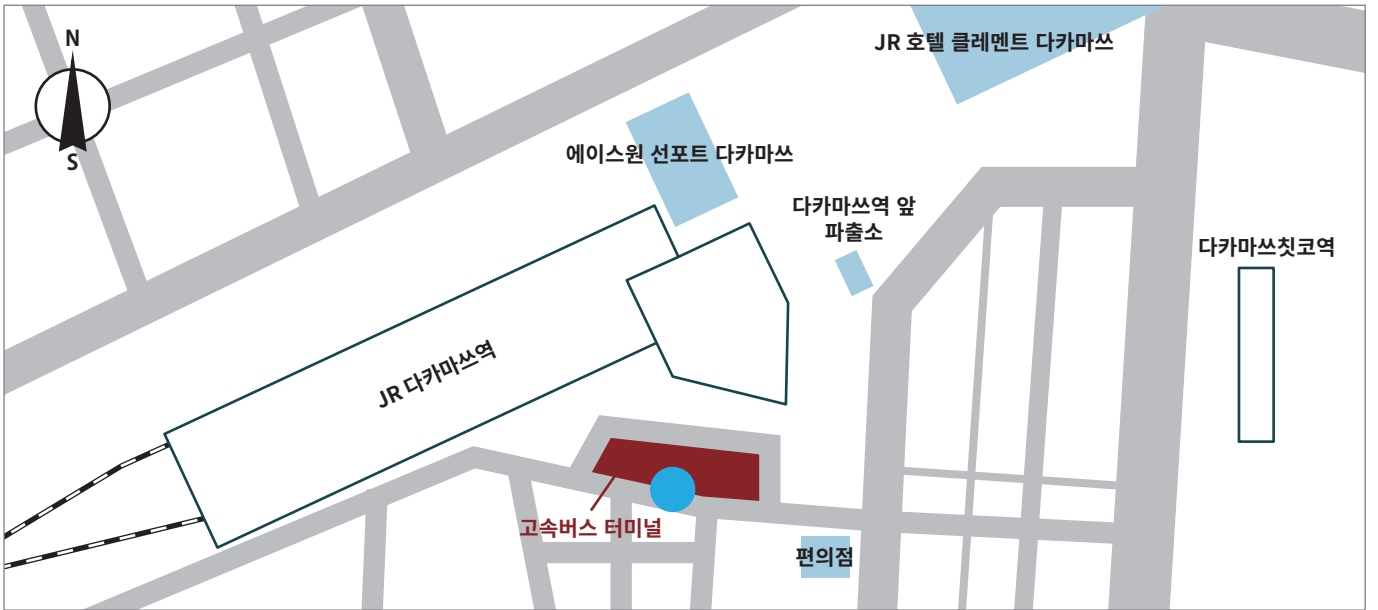 N
S
JR 호텔 클레멘트 다카마쓰
에이스원 선포트 다카마쓰
다카마쓰역 앞
파출소
다카마쓰칫코역
JR 다카마쓰역
고속버스 터미널
편의점